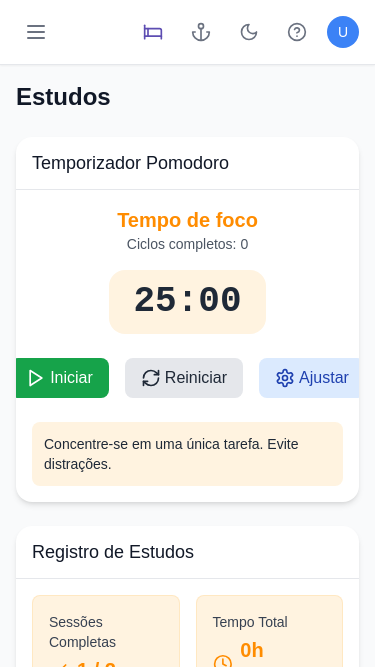 U
Estudos
Temporizador Pomodoro
Tempo de foco
Ciclos completos: 0
25:00
Iniciar
Reiniciar
Ajustar
Concentre-se em uma única tarefa. Evite
distrações.
Registro de Estudos
Sessões
Completas
Tempo Total
0h